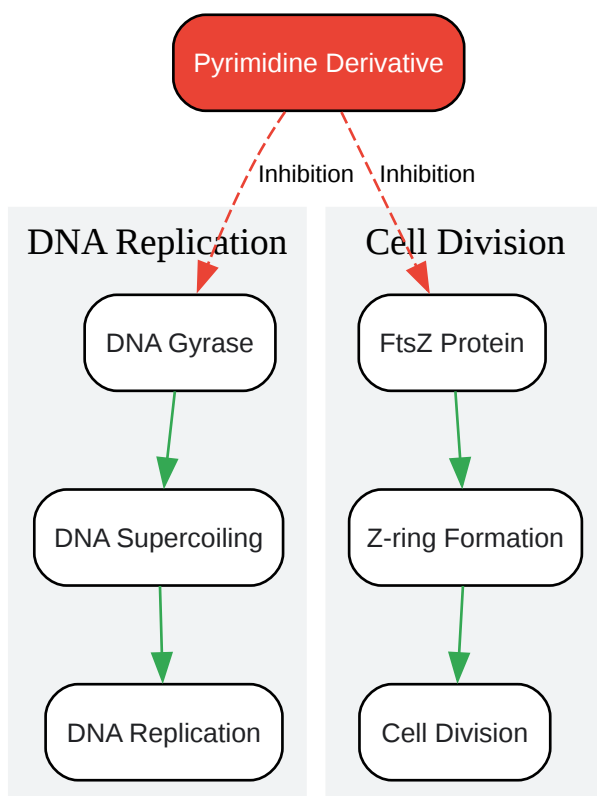 Pyrimidine Derivative
Inhibition
Inhibition
DNA Replication
Cell Division
DNA Gyrase
FtsZ Protein
DNA Supercoiling
Z-ring Formation
DNA Replication
Cell Division